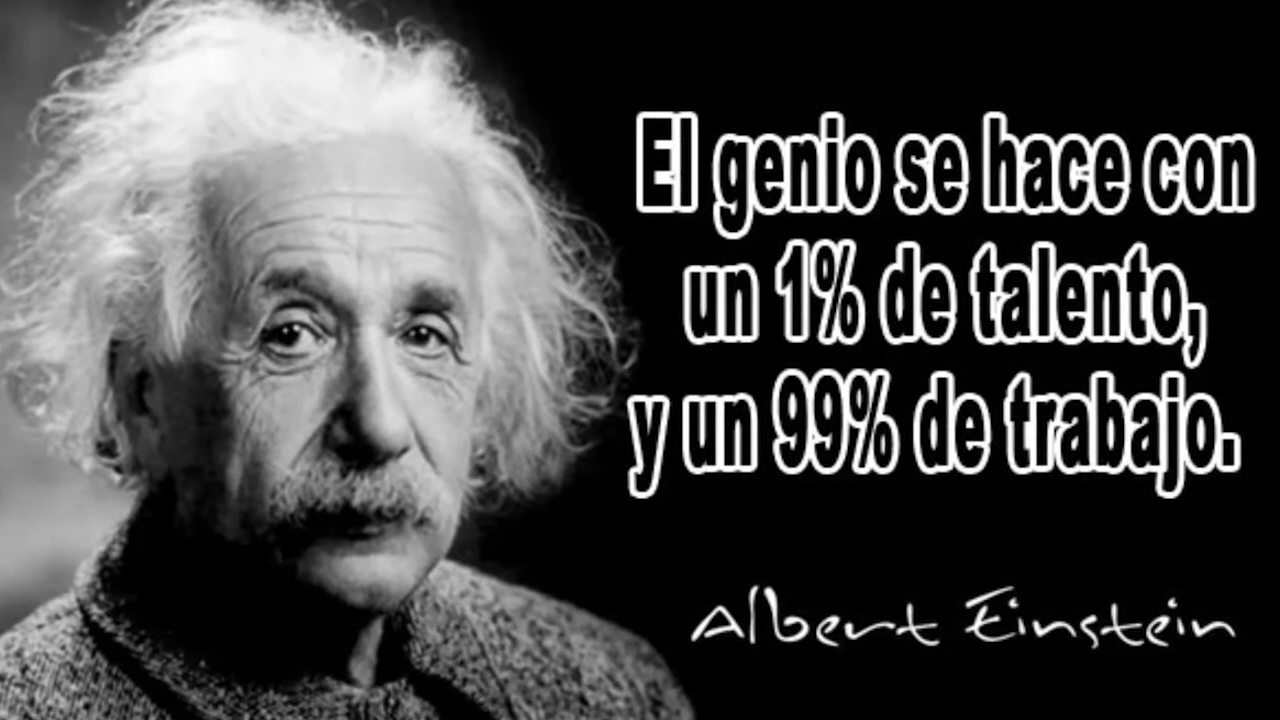 El genio se hace con
un 1% de talento,
y un 99% de trabajo.
Albert Einstein